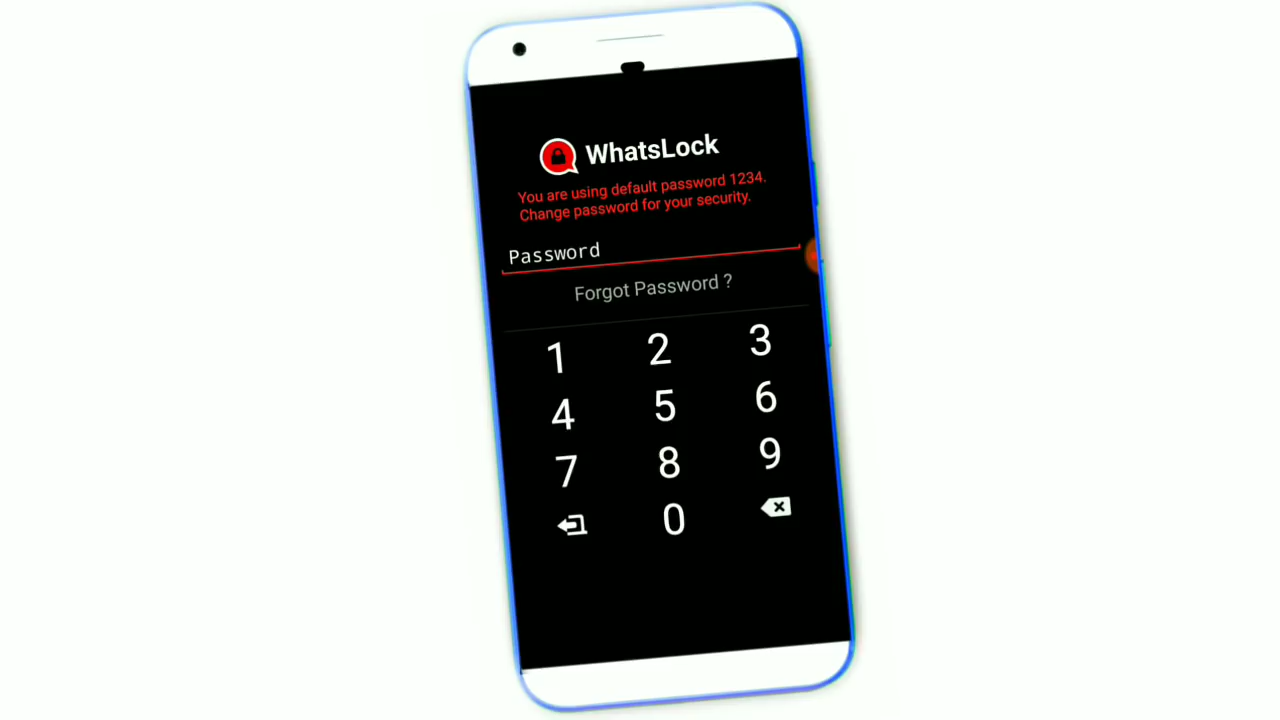 WhatsLock
You are using default password 1234.
Change password for your security.
Password
Forgot Password ?
1 2 3
4 5 6
7 8 9
0